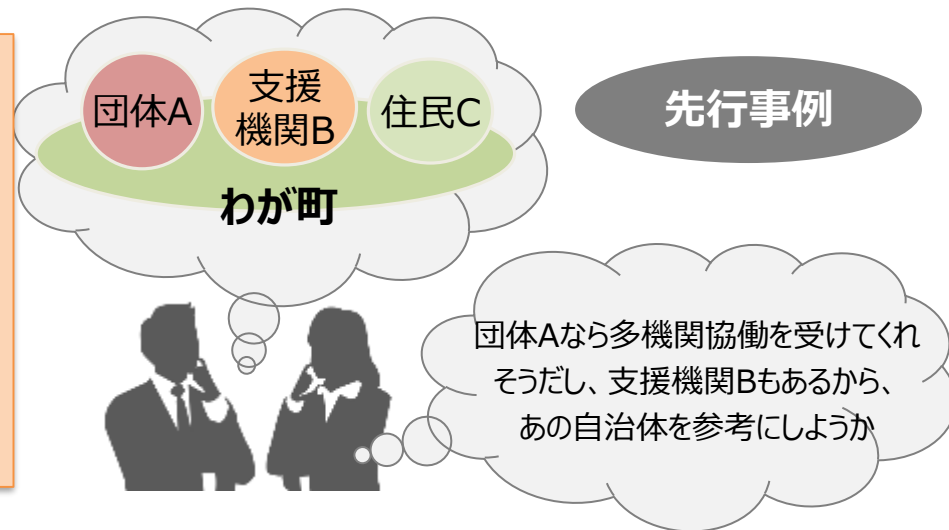 団体A
支援
機関B
住民C
わが町
先行事例
団体Aなら多機関協働を受けてくれ
そうだし、支援機関Bもあるから、
あの自治体を参考にしようか